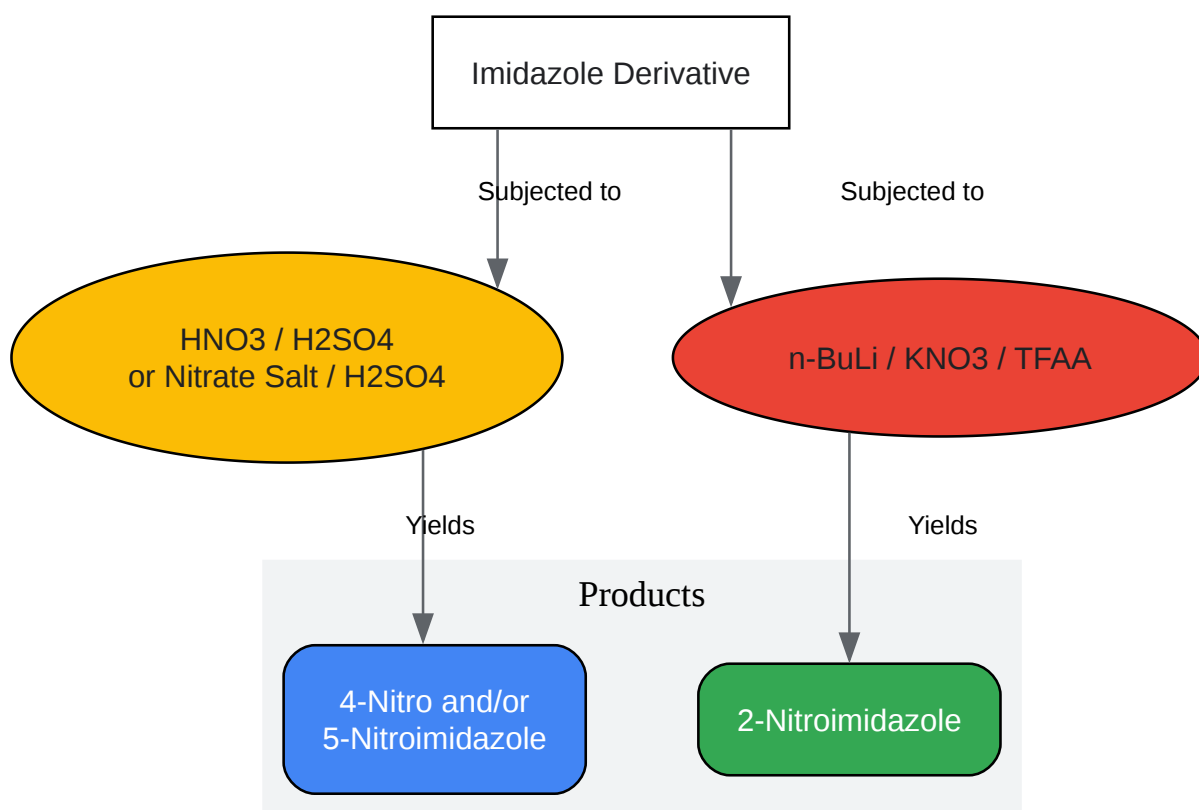 Imidazole Derivative
Subjected to
Subjected to
HNO3 / H2SO4
or Nitrate Salt / H2SO4
n-BuLi / KNO3 / TFAA
Yields
Yields
Products
4-Nitro and/or
5-Nitroimidazole
2-Nitroimidazole